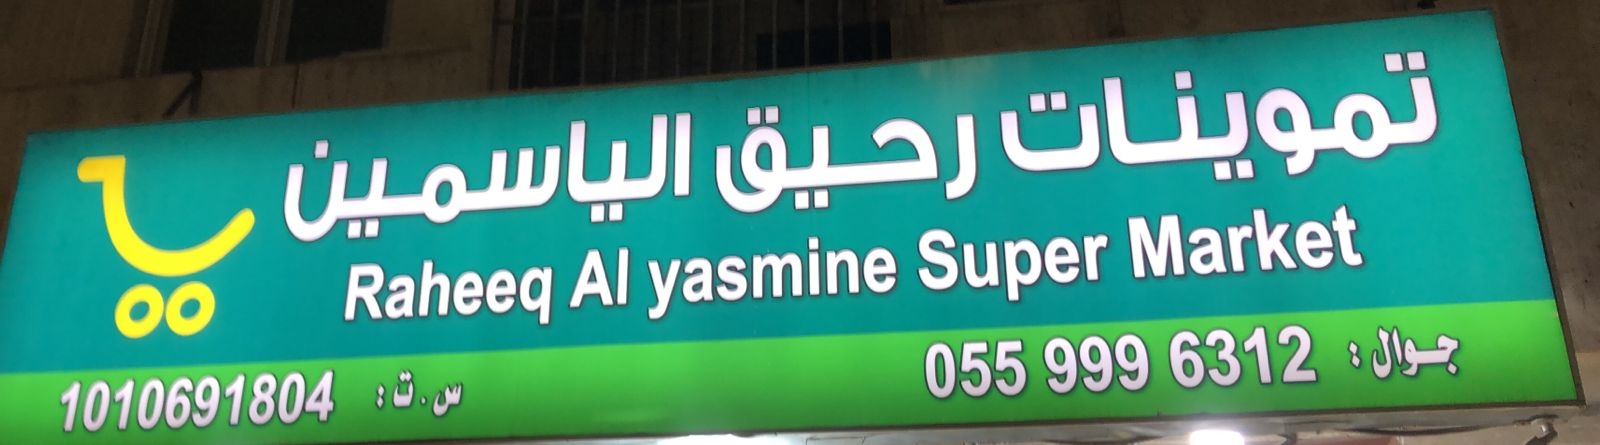 تموينات رحيق الياسمين
Raheeq Al yasmine Super Market
جوال : 055 999 6312
س . ت : 1010691804